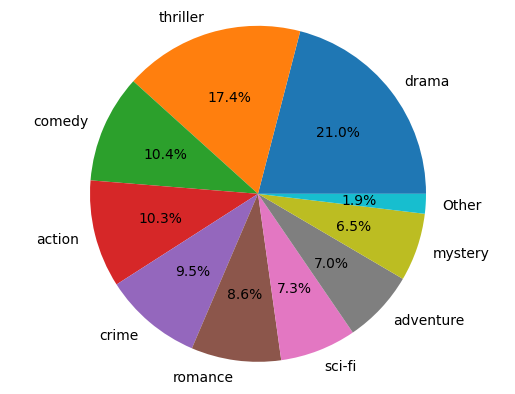 thriller
drama
17.4%
21.0%
comedy
10.4%
1.9%
Other
action
10.3%
6.5%
mystery
9.5%
7.0%
8.6%
7.3%
adventure
crime
sci-fi
romance